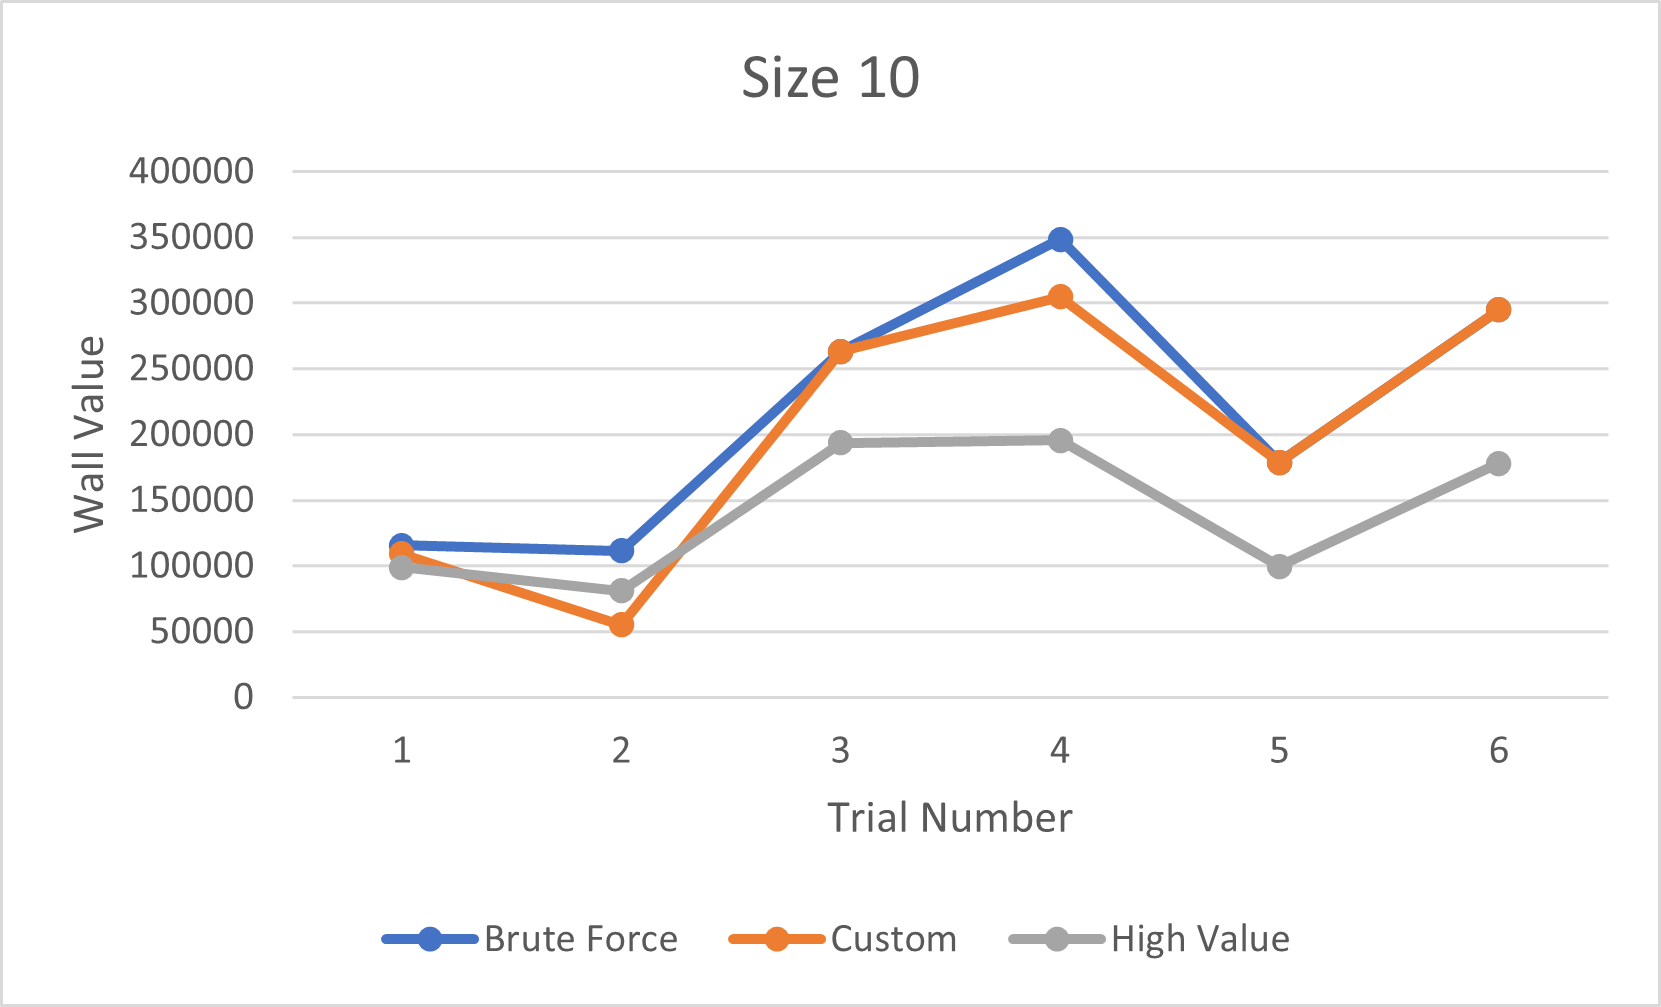 Size 10
400000
350000
300000
250000
200000
150000
100000
50000
0
Wall Value
1 2 3 4 5 6
Trial Number
Brute Force Custom High Value